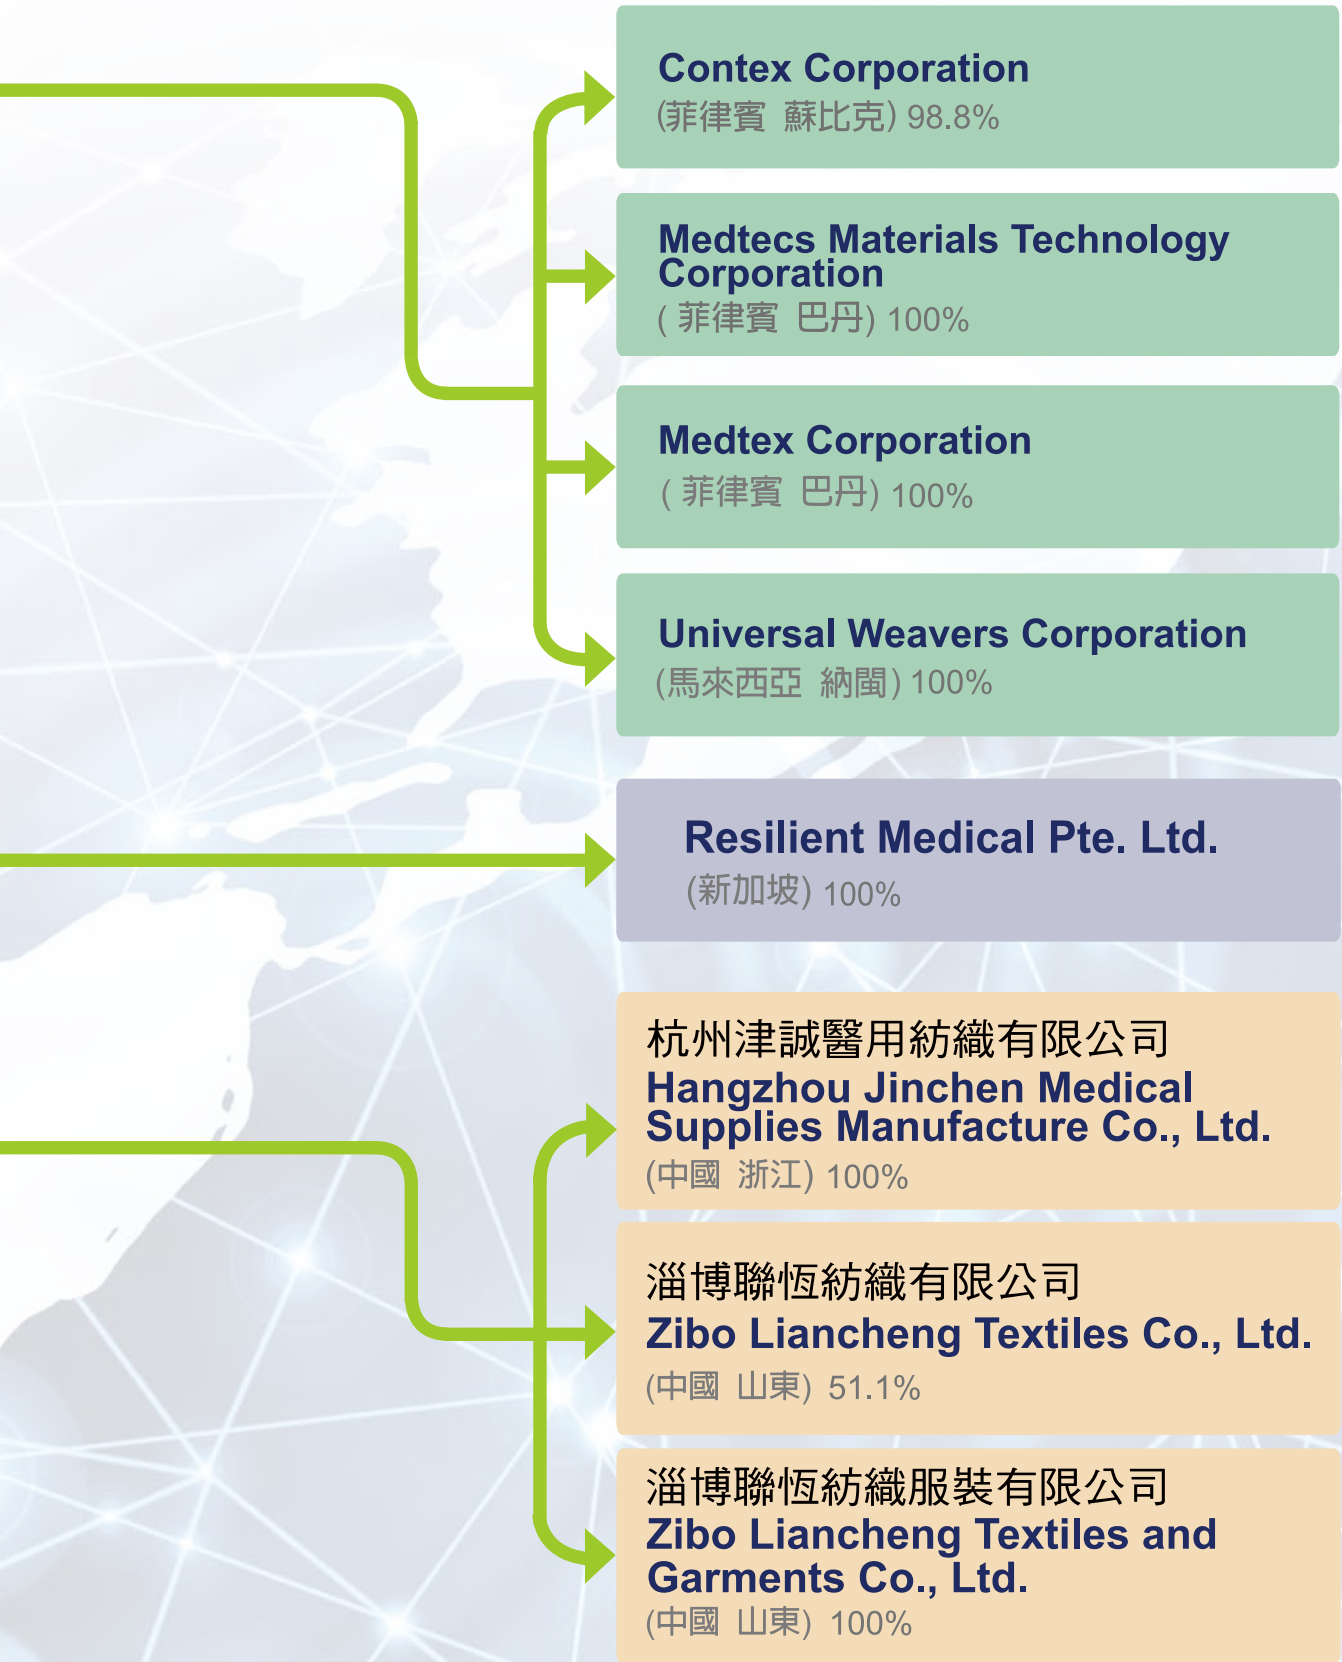 Contex Corporation
(菲律賓 蘇比克) 98.8%
Medtecs Materials Technology
Corporation
( 菲律賓 巴丹) 100%
Medtex Corporation
( 菲律賓 巴丹) 100%
Universal Weavers Corporation
(馬來西亞 納閩) 100%
Resilient Medical Pte. Ltd.
(新加坡) 100%
杭州津誠醫用紡織有限公司
Hangzhou Jinchen Medical
Supplies Manufacture Co., Ltd.
(中國 浙江) 100%
淄博聯恆紡織有限公司
Zibo Liancheng Textiles Co., Ltd.
(中國 山東) 51.1%
淄博聯恆紡織服裝有限公司
Zibo Liancheng Textiles and
Garments Co., Ltd.
(中國 山東) 100%